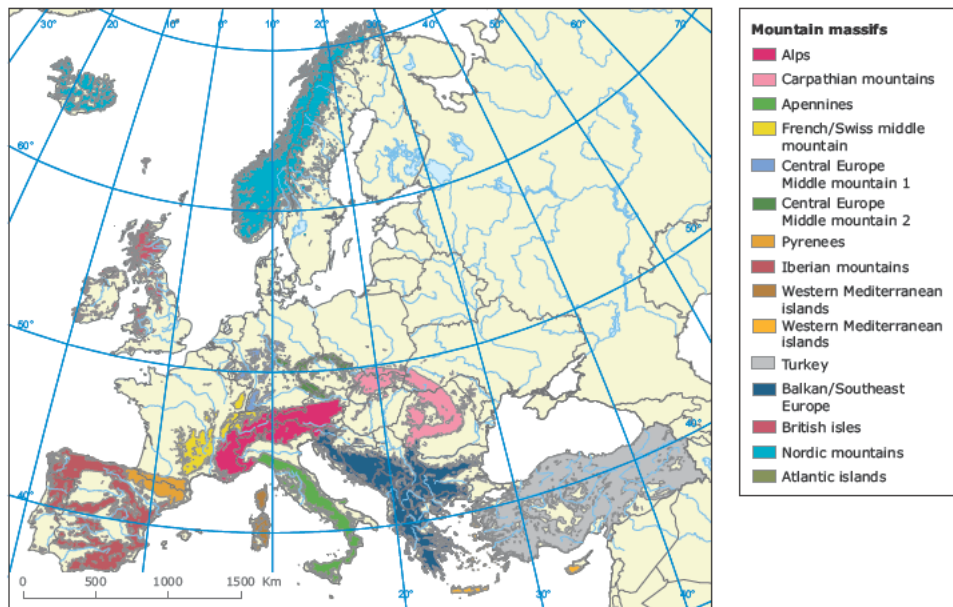 30° 20° 10° 0° 10° 20° 30° 40° 50° 60° 70°
60°
50°
50°
40°
40°
20°
30°
40°
0 500 1000 1500 Km
Mountain massifs
Alps
Carpathian mountains
Apennines
French/Swiss middle
mountain
Central Europe
Middle mountain 1
Central Europe
Middle mountain 2
Pyrenees
Iberian mountains
Western Mediterranean
islands
Western Mediterranean
islands
Turkey
Balkan/Southeast
Europe
British isles
Nordic mountains
Atlantic islands